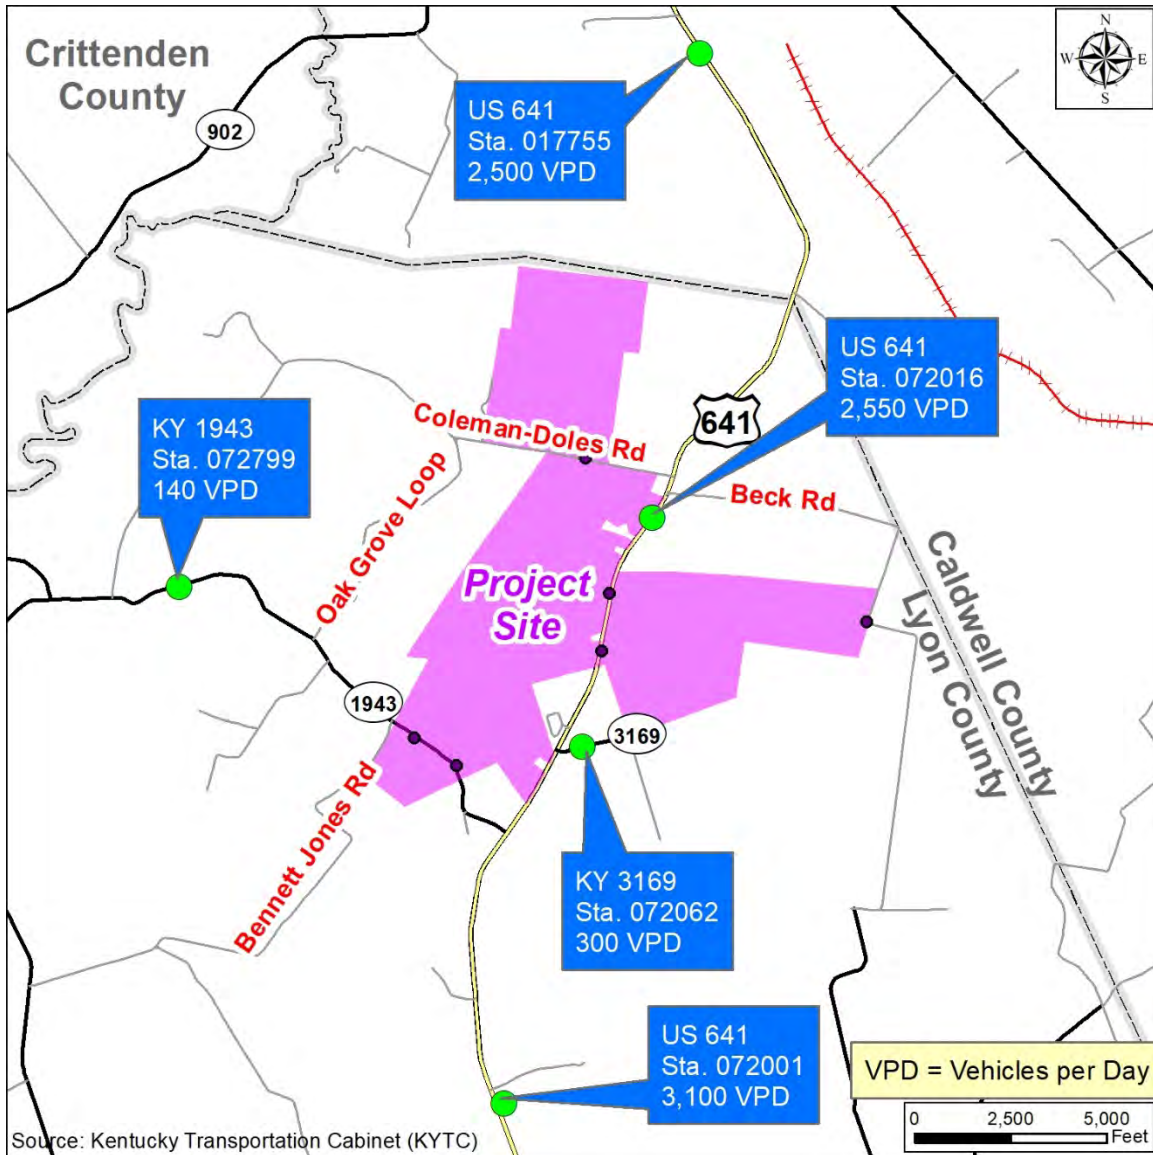 Crittenden
County
N
W
E
S
902
US 641
Sta. 017755
2,500 VPD
US 641
Sta. 072016
2,550 VPD
KY 1943
Sta. 072799
140 VPD
641
Coleman-Doles Rd
Beck Rd
Oak Grove Loop
Project
Site
Caldwell County
Lyon County
1943
3169
Bennett Jones Rd
KY 3169
Sta. 072062
300 VPD
US 641
Sta. 072001
3,100 VPD
VPD = Vehicles per Day
0 2,500 5,000
Feet
Source: Kentucky Transportation Cabinet (KYTC)